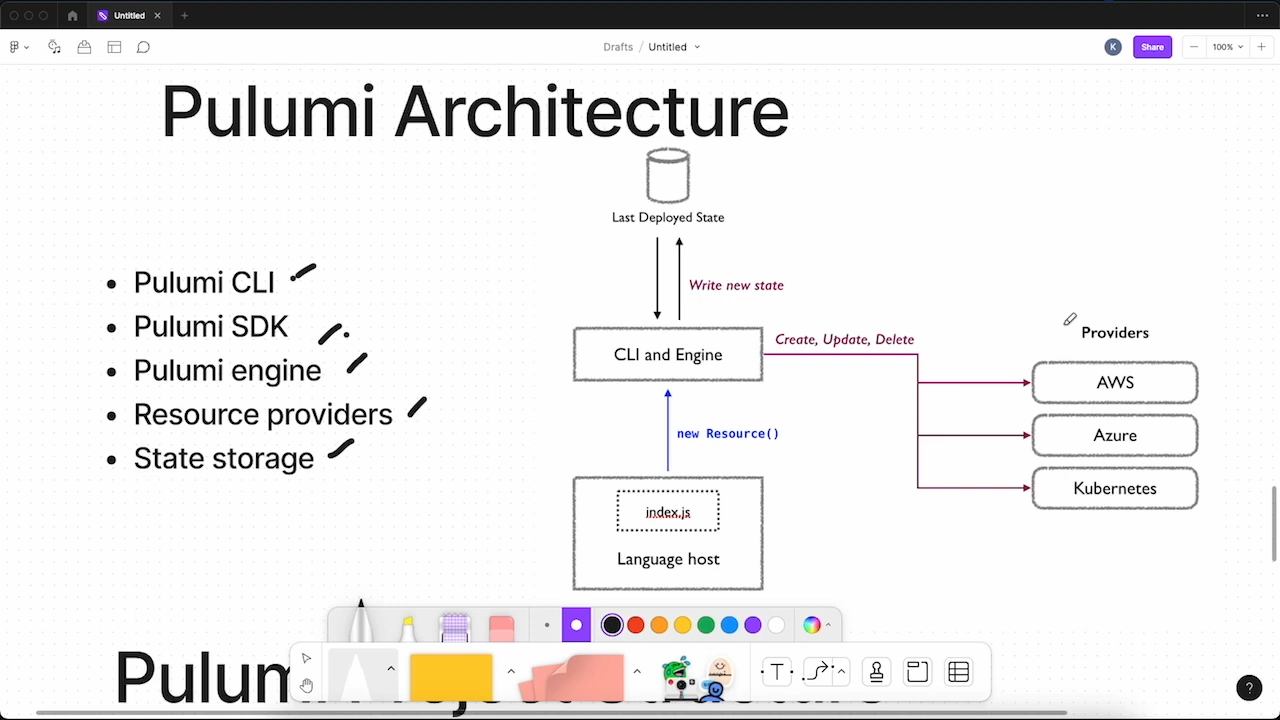 Untitled
Drafts / Untitled
K
Share
100%
Pulumi Architecture
Last Deployed State
Write new state
• Pulumi CLI
• Pulumi SDK
• Pulumi engine
• Resource providers
• State storage
CLI and Engine
Create, Update, Delete
Providers
AWS
Azure
Kubernetes
new Resource()
index.js
Language host
T
?